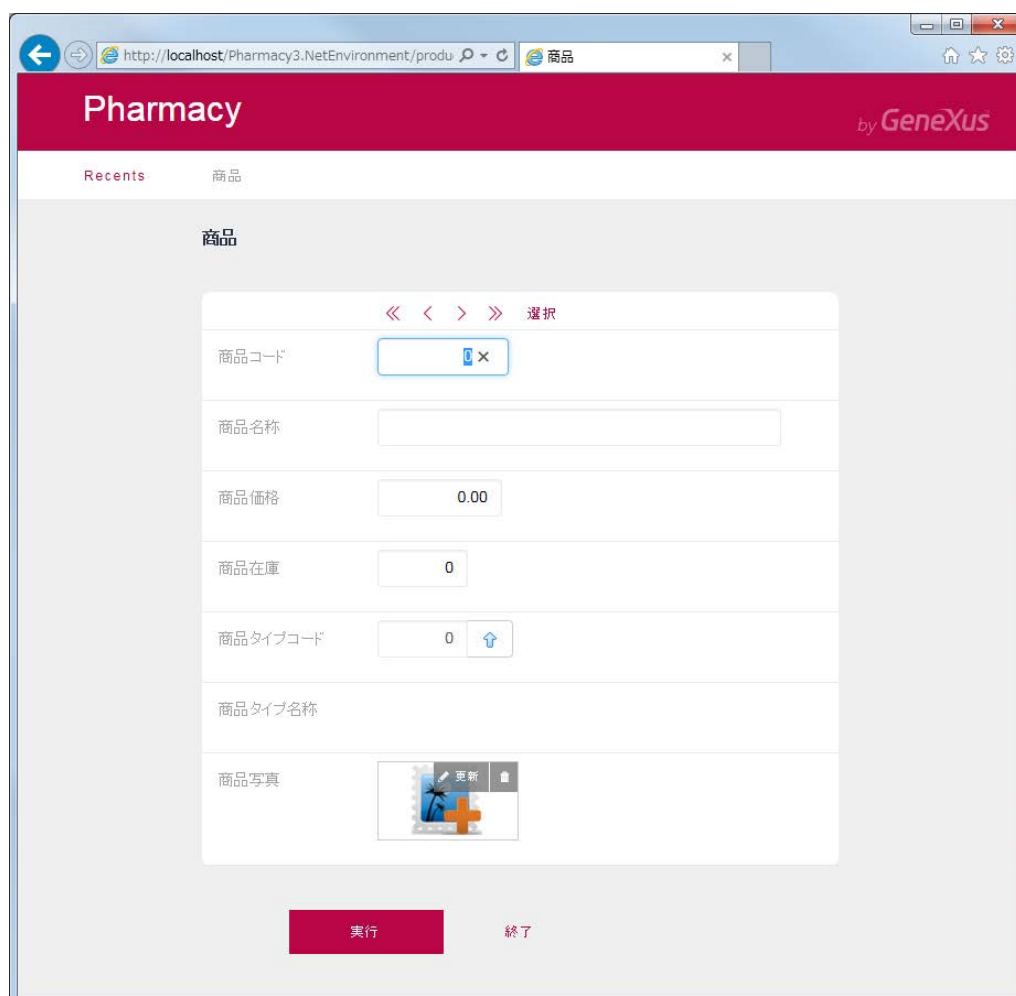 http://localhost/Pharmacy3.NetEnvironment/produ
商品
Pharmacy
by GeneXus
Recents
商品
商品
選択
商品コード
0
商品名称
商品価格
0.00
商品在庫
0
商品タイプコード
0
商品タイプ名称
商品写真
更新
実行
終了